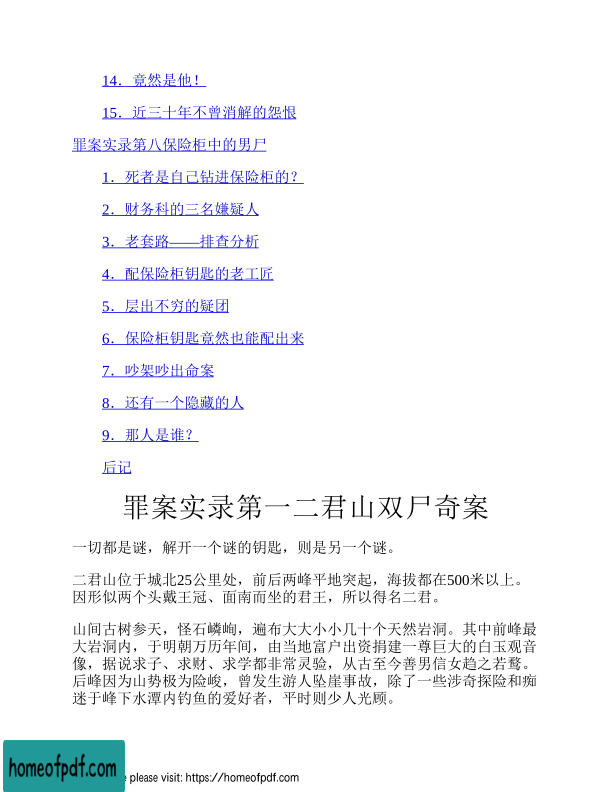 14．竟然是他！
15．近三十年不曾消解的怨恨
罪案实录第八保险柜中的男尸
1．死者是自己钻进保险柜的？
2．财务科的三名嫌疑人
3．老套路——排查分析
4．配保险柜钥匙的老工匠
5．层出不穷的疑团
6．保险柜钥匙竟然也能配出来
7．吵架吵出命案
8．还有一个隐藏的人
9．那人是谁？
后记
罪案实录第一二君山双尸奇案
一切都是谜，解开一个谜的钥匙，则是另一个谜。
二君山位于城北25公里处，前后两峰平地突起，海拔都在500米以上。
因形似两个头戴王冠、面南而坐的君王，所以得名二君。
山间古树参天，怪石嶙峋，遍布大大小小几十个天然岩洞。其中前峰最
大岩洞内，于明朝万历年间，由当地富户出资捐建一尊巨大的白玉观音
像，据说求子、求财、求学都非常灵验，从古至今善男信女趋之若鹜。
后峰因为山势极为险峻，曾发生游人坠崖事故，除了一些涉奇探险和痴
迷于峰下水潭内钓鱼的爱好者，平时则少人光顾。
homeofpdf.com
e please visit: https://homeofpdf.com